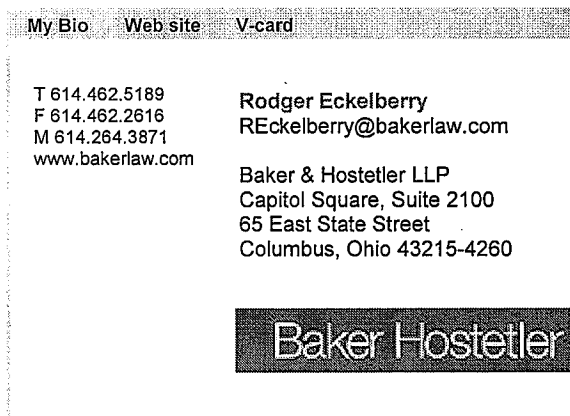 My Bio Web site V-card
T 614.462.5189
F 614.462.2616
M 614.264.3871
www.bakerlaw.com
Rodger Eckelberry
REckelberry@bakerlaw.com
Baker & Hostetler LLP
Capitol Square, Suite 2100
65 East State Street
Columbus, Ohio 43215-4260
Baker Hostetler